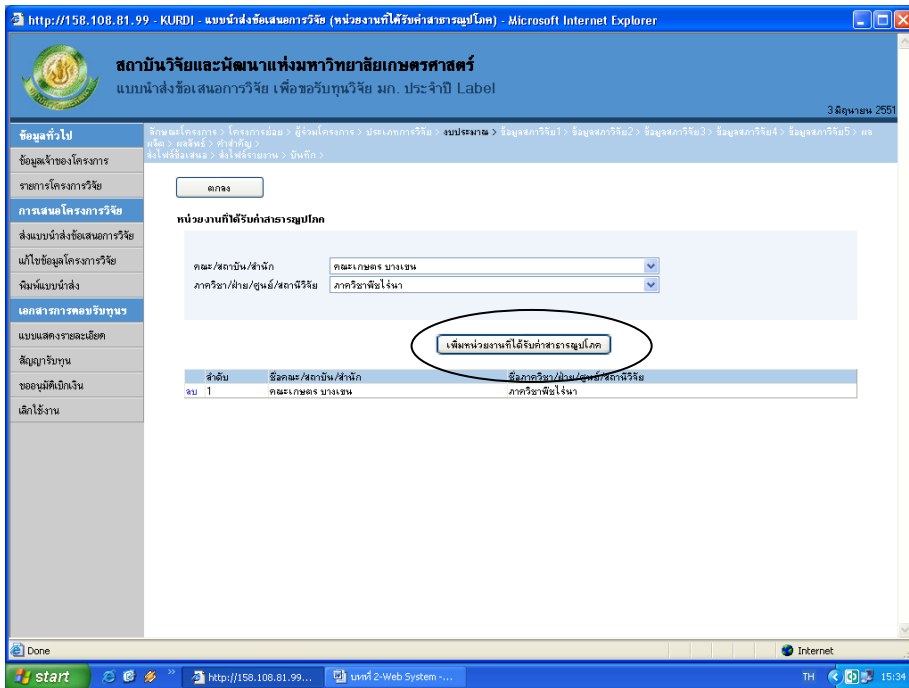 http://158.108.81.99 - KURDI - แบบนำส่งข้อเสนอการวิจัย (หน่วยงานที่ได้รับค่าสาธารณูปโภค) - Microsoft Internet Explorer
สถาบันวิจัยและพัฒนาแห่งมหาวิทยาลัยเกษตรศาสตร์
แบบนำส่งข้อเสนอการวิจัย เพื่อขอรับทุนวิจัย มก. ประจำปี Label
3 มิถุนายน 2551
ลักษณะโครงการ > โครงการย่อย > ผู้ร่วมโครงการ > ประเภทการวิจัย > งบประมาณ > ข้อมูลสภาวิจัย1 > ข้อมูลสภาวิจัย2 > ข้อมูลสภาวิจัย3 > ข้อมูลสภาวิจัย4 > ข้อมูลสภาวิจัย5 > ผล
ผลิต > ผลลัพธ์ > คำสำคัญ >
ส่งไฟล์ข้อเสนอ > ส่งไฟล์รายงาน > บันทึก >
ข้อมูลทั่วไป
ข้อมูลเจ้าของโครงการ
รายการโครงการวิจัย
การเสนอโครงการวิจัย
ส่งแบบนำส่งข้อเสนอการวิจัย
แก้ไขข้อมูลโครงการวิจัย
พิมพ์แบบนำส่ง
เอกสารการตอบรับทุนฯ
แบบแสดงรายละเอียด
สัญญารับทุน
ขออนุมัติเบิกเงิน
เลิกใช้งาน
ตกลง
หน่วยงานที่ได้รับค่าสาธารณูปโภค
คณะ/สถาบัน/สำนัก คณะเกษตร บางเขน
ภาควิชา/ฝ่าย/ศูนย์/สถานีวิจัย ภาควิชาพืชไร่นา
เพิ่มหน่วยงานที่ได้รับค่าสาธารณูปโภค
ลำดับ ชื่อคณะ/สถาบัน/สำนัก ชื่อภาควิชา/ฝ่าย/ศูนย์/สถานีวิจัย
ลบ 1 คณะเกษตร บางเขน ภาควิชาพืชไร่นา
Done Internet
start http://158.108.81.99... บทที่ 2-Web System -... TH 15:34